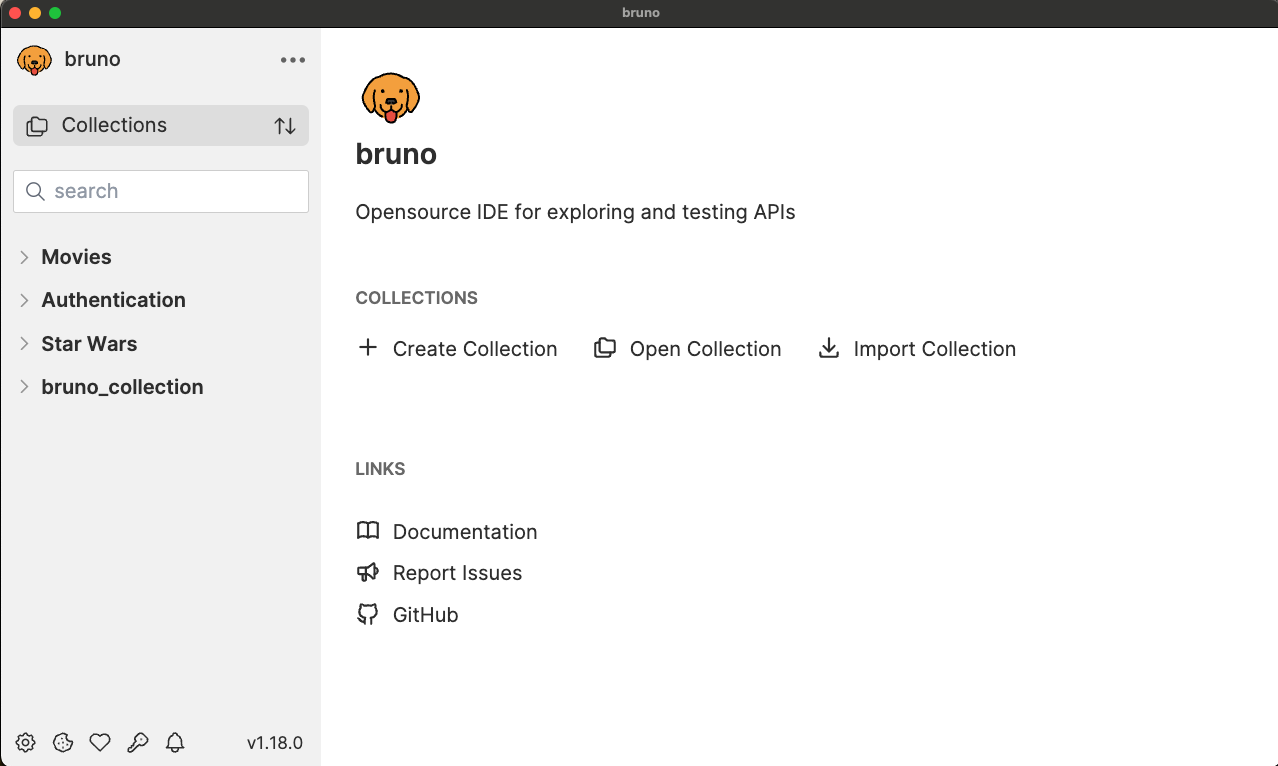 bruno
bruno
Collections
search
Movies
Authentication
Star Wars
bruno_collection
v1.18.0
bruno
Opensource IDE for exploring and testing APIs
COLLECTIONS
Create Collection Open Collection Import Collection
LINKS
Documentation
Report Issues
GitHub